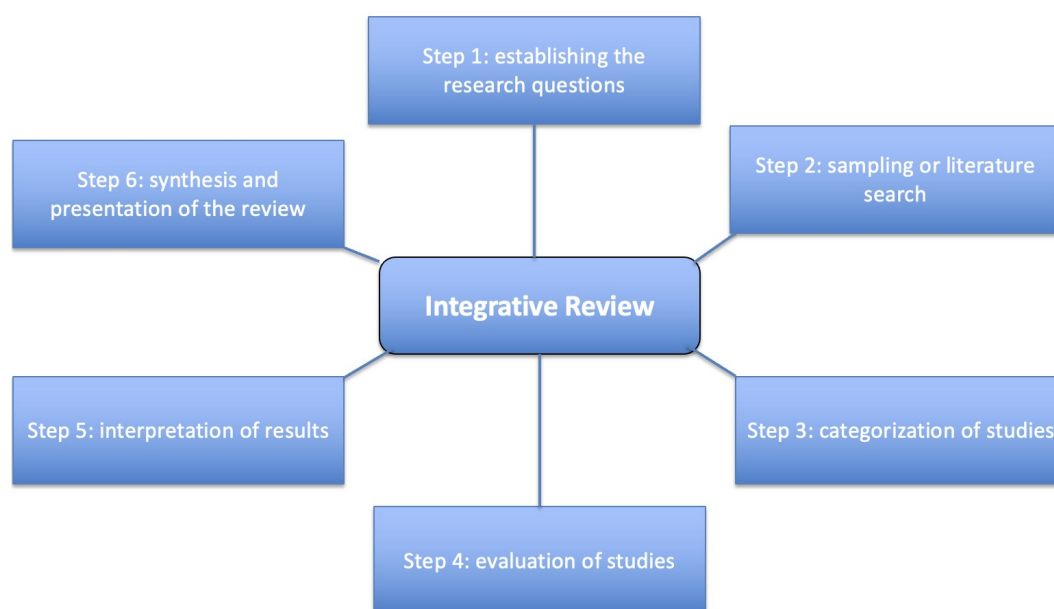 Step 1: establishing the
research questions
Step 2: sampling or literature
search
Step 3: categorization of studies
Step 4: evaluation of studies
Step 5: interpretation of results
Step 6: synthesis and
presentation of the review
Integrative Review